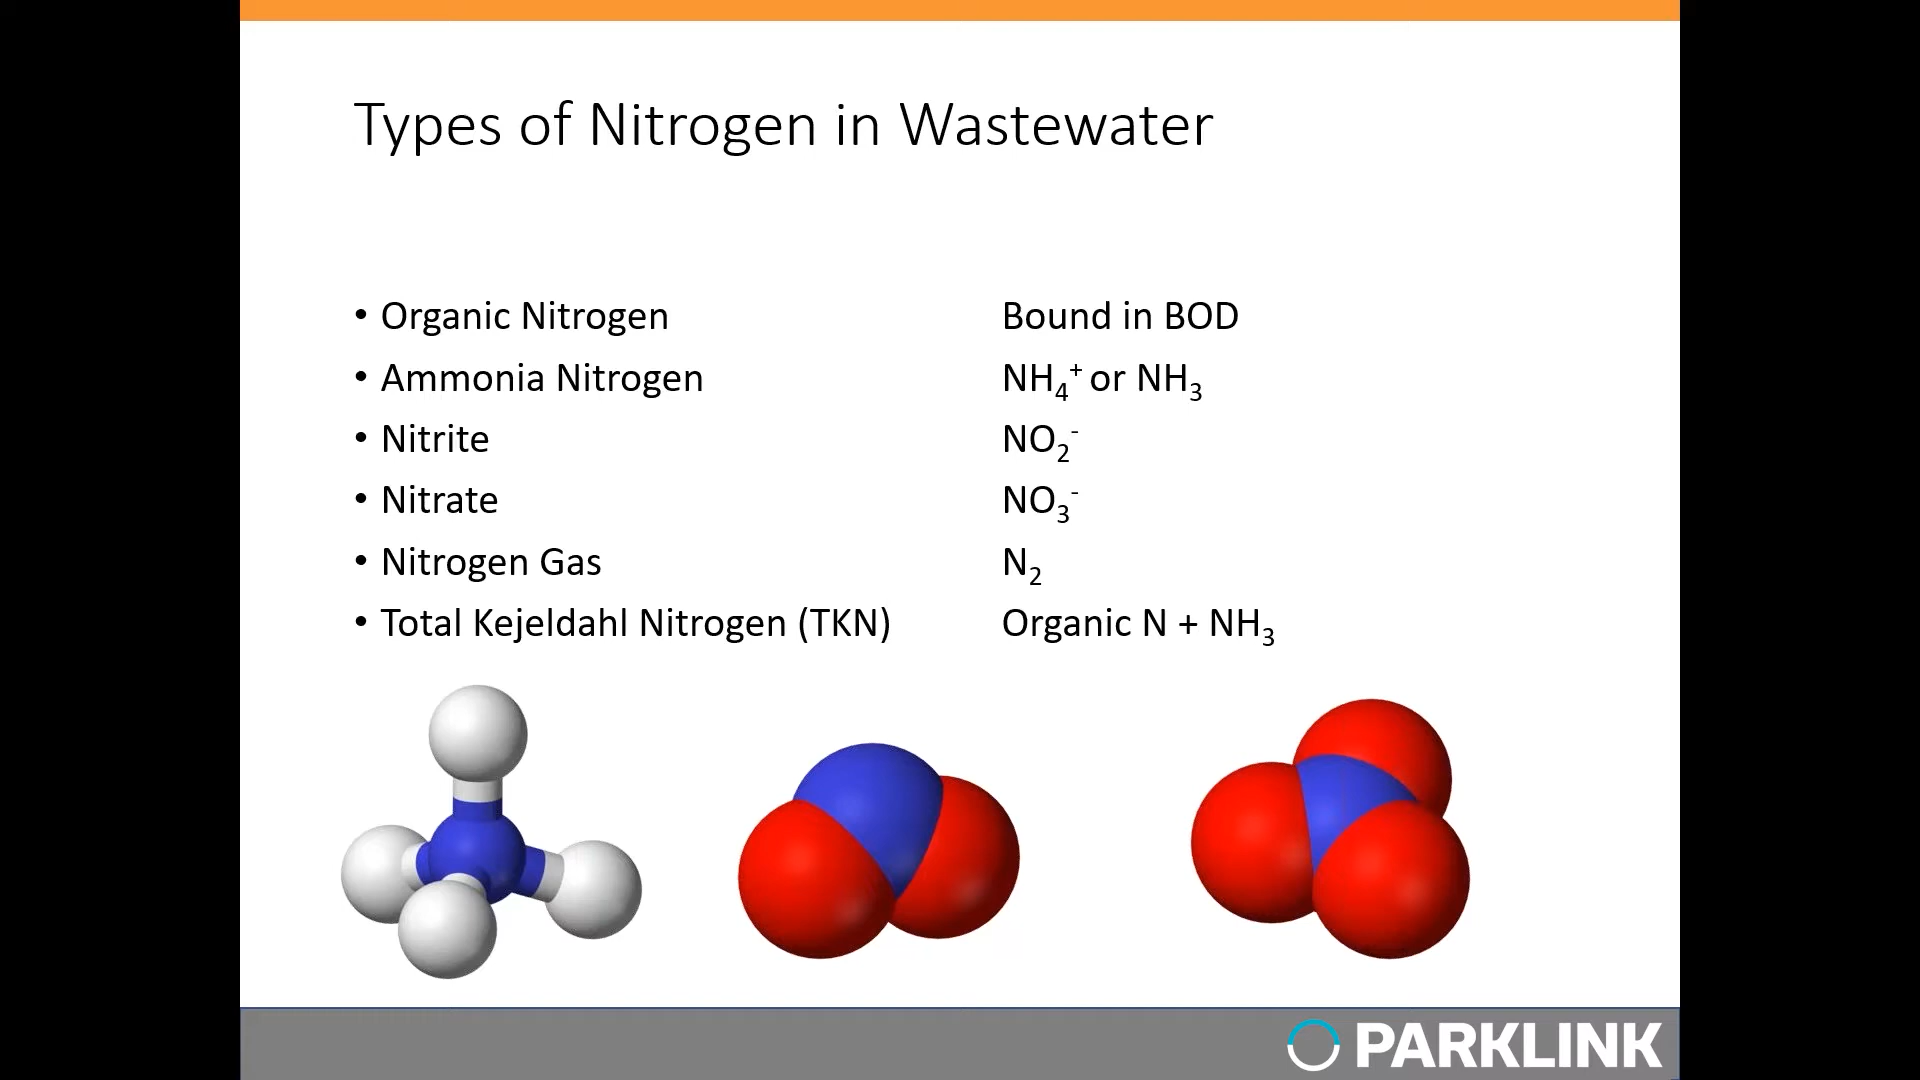 Types of Nitrogen in Wastewater
• Organic Nitrogen Bound in BOD
• Ammonia Nitrogen NH₄⁺ or NH₃
• Nitrite NO₂⁻
• Nitrate NO₃⁻
• Nitrogen Gas N₂
• Total Kejeldahl Nitrogen (TKN) Organic N + NH₃
PARKLINK